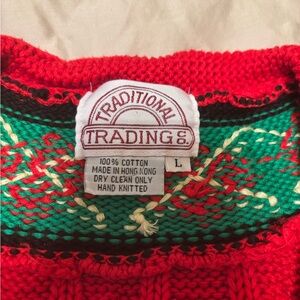 TRADITIONAL
TRADING CO.
100% COTTON
MADE IN HONG KONG
DRY CLEAN ONLY
HAND KNITTED
L